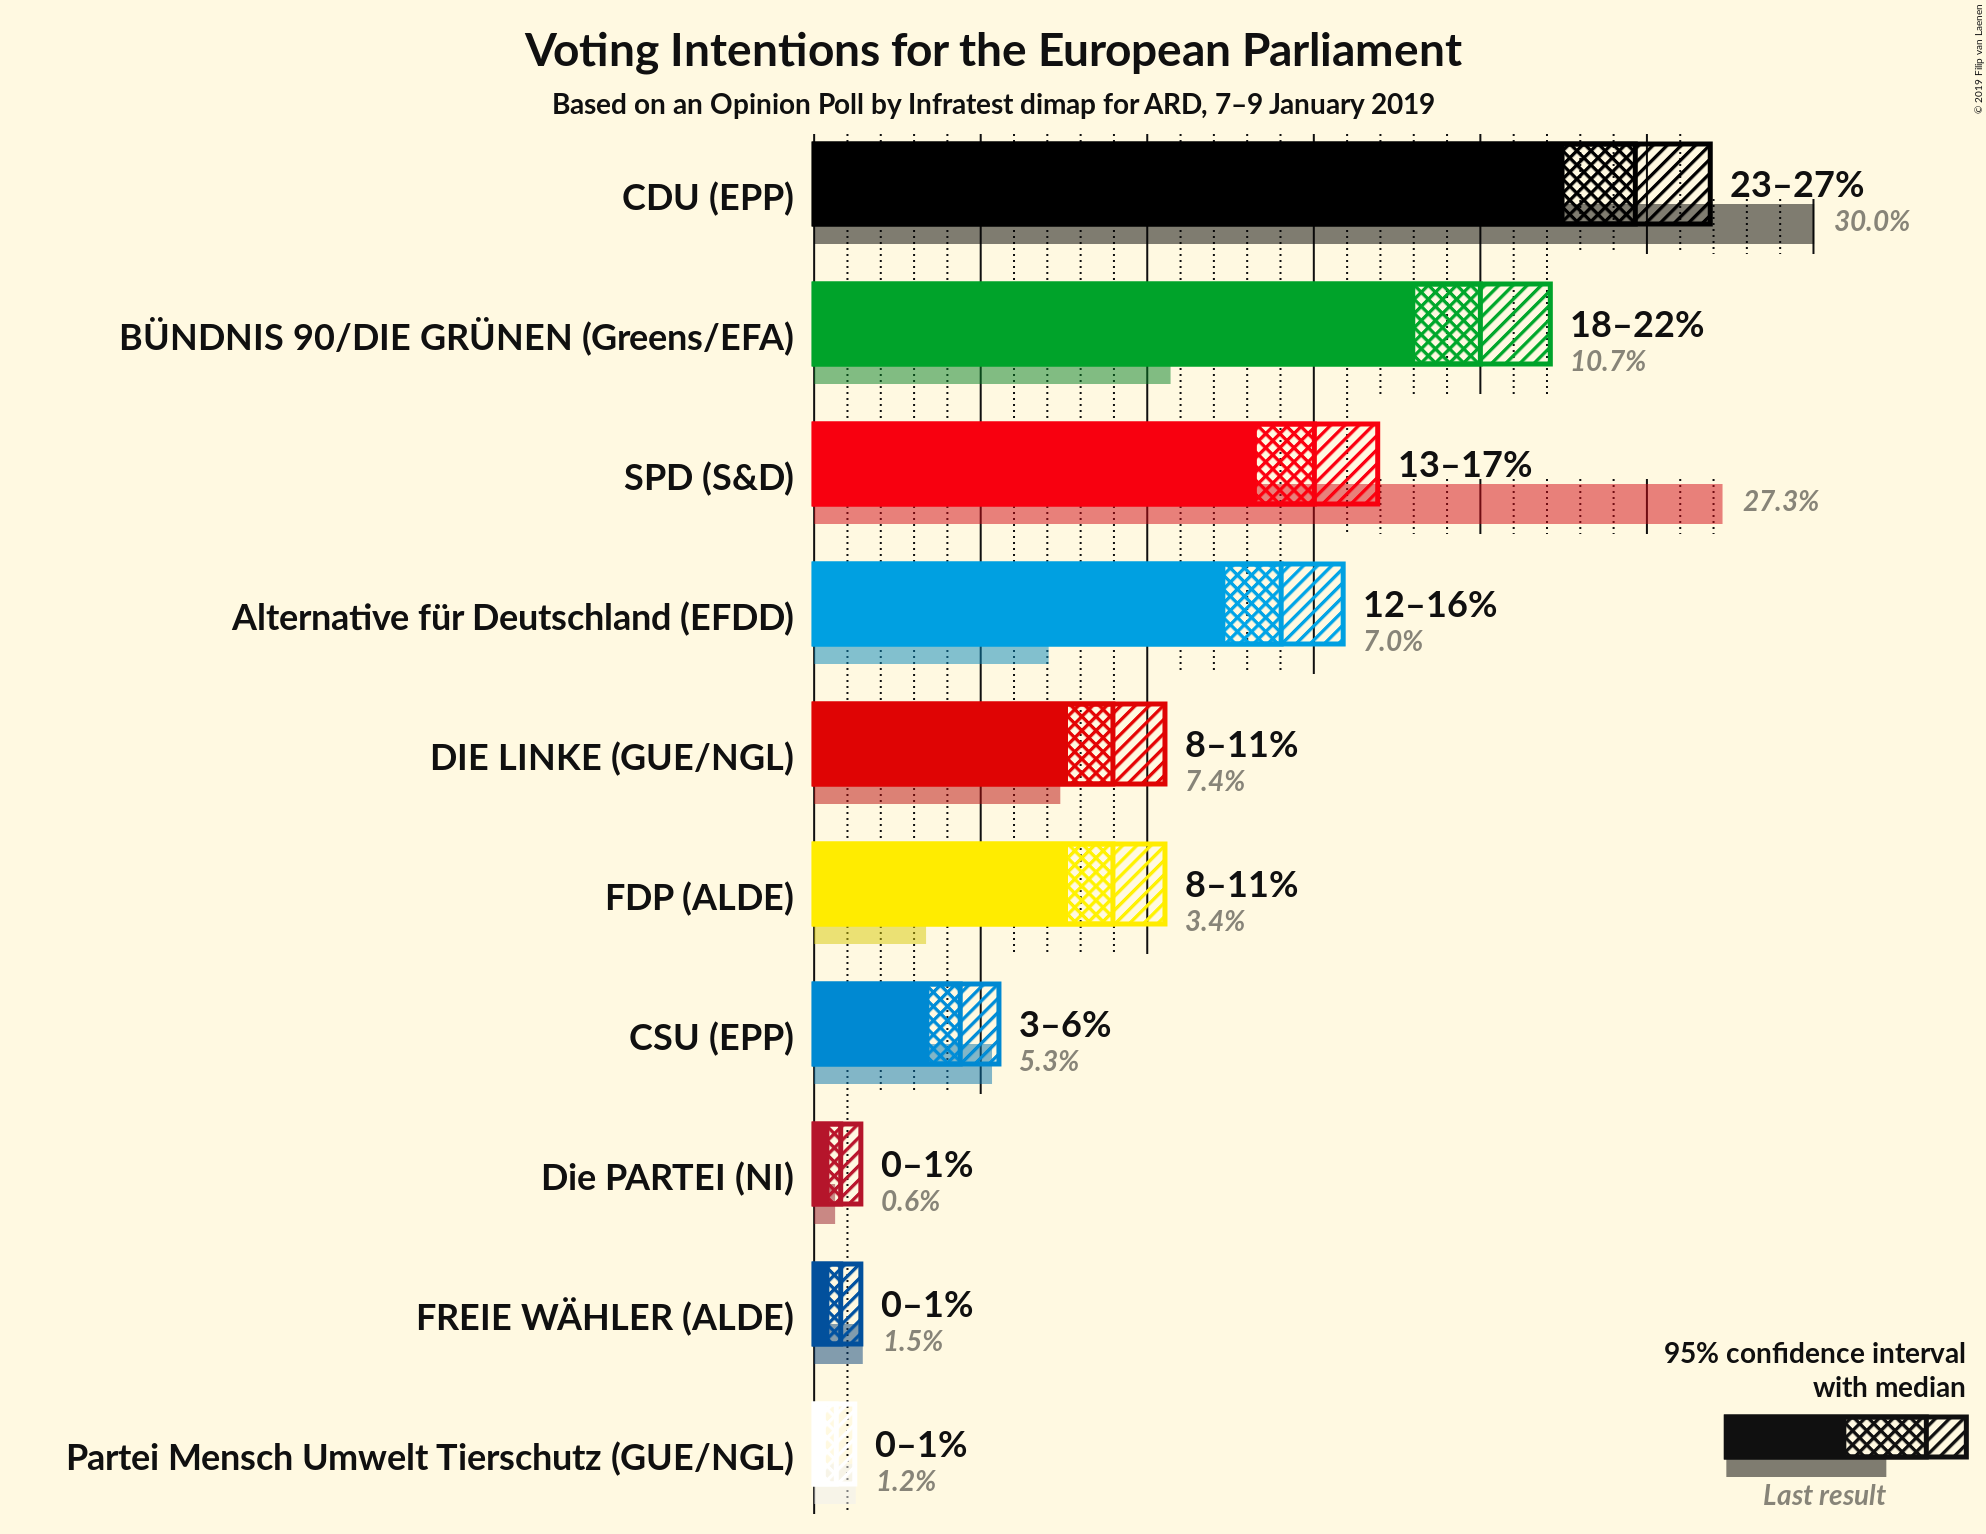 © 2019 Filip van Laenen
Voting Intentions for the European Parliament
Based on an Opinion Poll by Infratest dimap for ARD, 7–9 January 2019
CDU (EPP)
23–27%
30.0%
BÜNDNIS 90/DIE GRÜNEN (Greens/EFA)
18–22%
10.7%
SPD (S&D)
13–17%
27.3%
Alternative für Deutschland (EFDD)
12–16%
7.0%
DIE LINKE (GUE/NGL)
8–11%
7.4%
FDP (ALDE)
8–11%
3.4%
CSU (EPP)
3–6%
5.3%
Die PARTEI (NI)
0–1%
0.6%
FREIE WÄHLER (ALDE)
0–1%
1.5%
Partei Mensch Umwelt Tierschutz (GUE/NGL)
0–1%
1.2%
95% confidence interval
with median
Last result